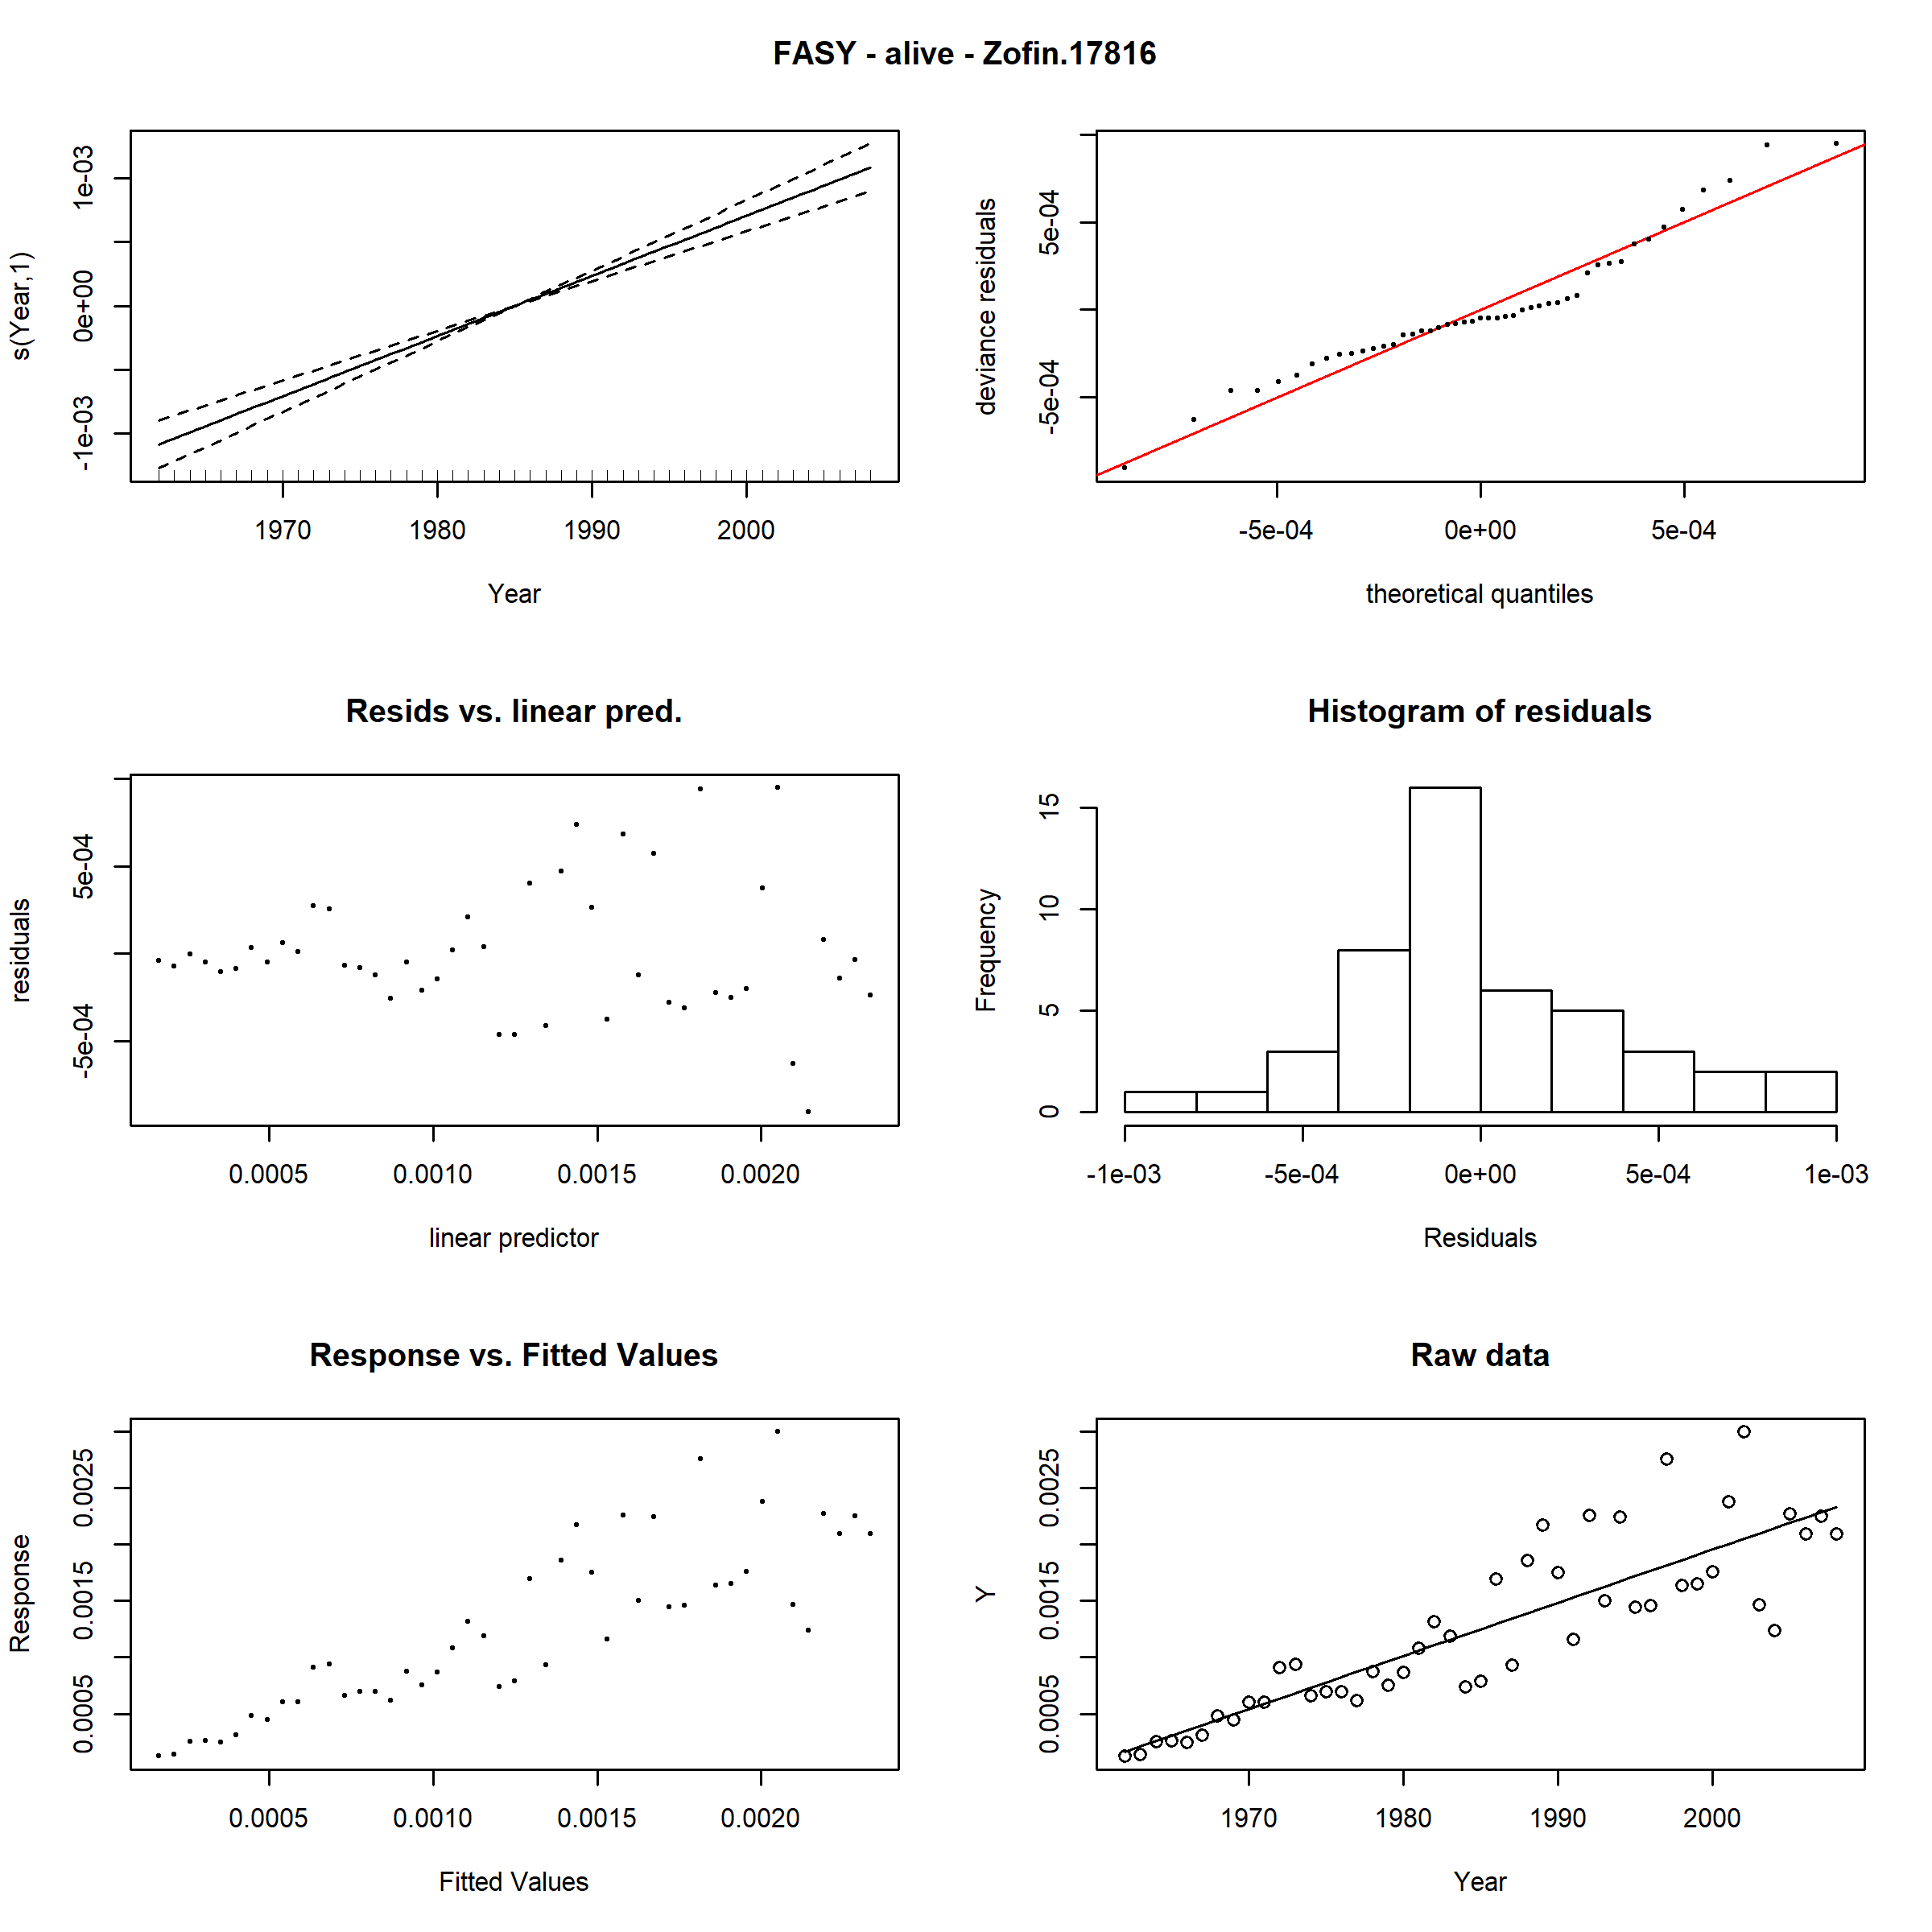 FASY - alive - Zofin.17816
s(Year,1)
-1e-03 0e+00 1e-03
1970 1980 1990 2000
Year
deviance residuals
-5e-04 5e-04
-5e-04 0e+00 5e-04
theoretical quantiles
Resids vs. linear pred.
residuals
-5e-04 5e-04
0.0005 0.0010 0.0015 0.0020
linear predictor
Histogram of residuals
Frequency
0 5 10 15
-1e-03 -5e-04 0e+00 5e-04 1e-03
Residuals
Response vs. Fitted Values
Response
0.0005 0.0015 0.0025
0.0005 0.0010 0.0015 0.0020
Fitted Values
Raw data
Y
0.0005 0.0015 0.0025
1970 1980 1990 2000
Year